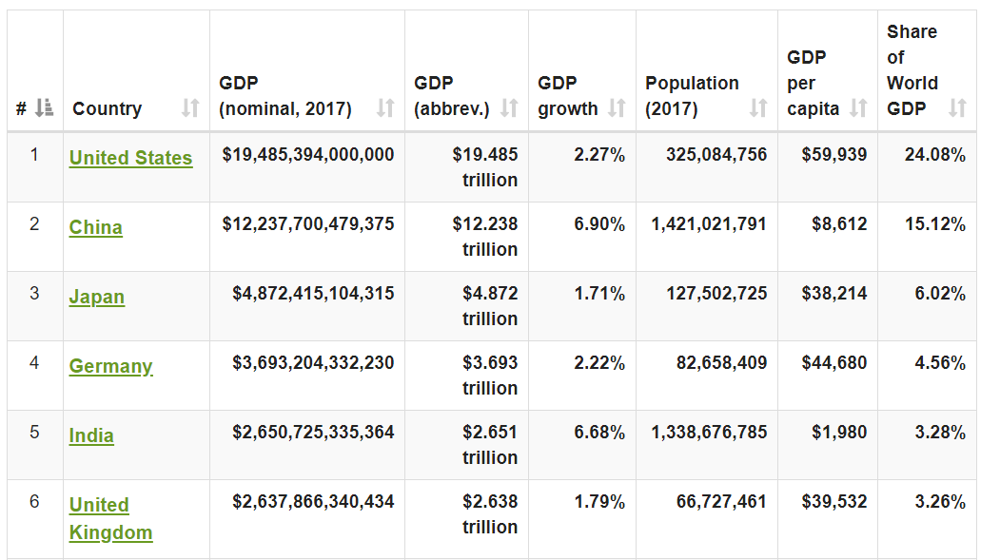 # Country GDP (nominal, 2017) GDP (abbrev.) GDP growth Population (2017) GDP per capita Share of World GDP
1 United States $19,485,394,000,000 $19.485 trillion 2.27% 325,084,756 $59,939 24.08%
2 China $12,237,700,479,375 $12.238 trillion 6.90% 1,421,021,791 $8,612 15.12%
3 Japan $4,872,415,104,315 $4.872 trillion 1.71% 127,502,725 $38,214 6.02%
4 Germany $3,693,204,332,230 $3.693 trillion 2.22% 82,658,409 $44,680 4.56%
5 India $2,650,725,335,364 $2.651 trillion 6.68% 1,338,676,785 $1,980 3.28%
6 United Kingdom $2,637,866,340,434 $2.638 trillion 1.79% 66,727,461 $39,532 3.26%